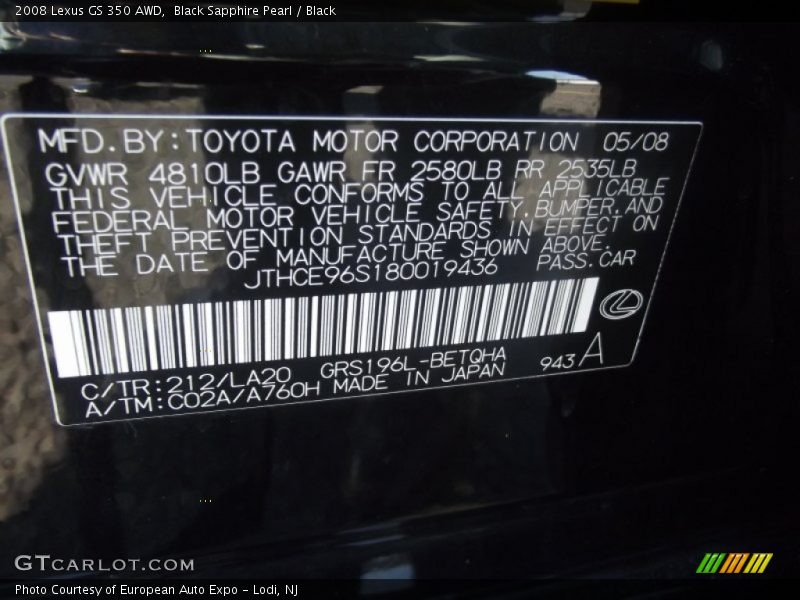 2008 Lexus GS 350 AWD,  Black Sapphire Pearl / Black
MFD. BY: TOYOTA MOTOR CORPORATION 05/08
GVWR 4810LB GAWR FR 2580LB RR 2535LB
THIS VEHICLE CONFORMS TO ALL APPLICABLE
FEDERAL MOTOR VEHICLE SAFETY, BUMPER, AND
THEFT PREVENTION STANDARDS IN EFFECT ON
THE DATE OF MANUFACTURE SHOWN ABOVE.
JTHCE96S180019436 PASS. CAR
C/TR: 212/LA20 GRS196L-BETQHA 943 A
A/TM: C02A/A760H MADE IN JAPAN
GTCARLOT.COM
Photo Courtesy of European Auto Expo - Lodi, NJ